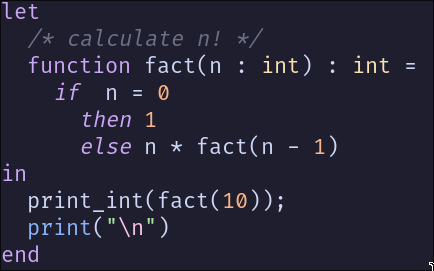 let
  /* calculate n! */
  function fact(n : int) : int =
    if  n = 0
      then 1
      else n * fact(n - 1)
in
  print_int(fact(10));
  print("\n")
end